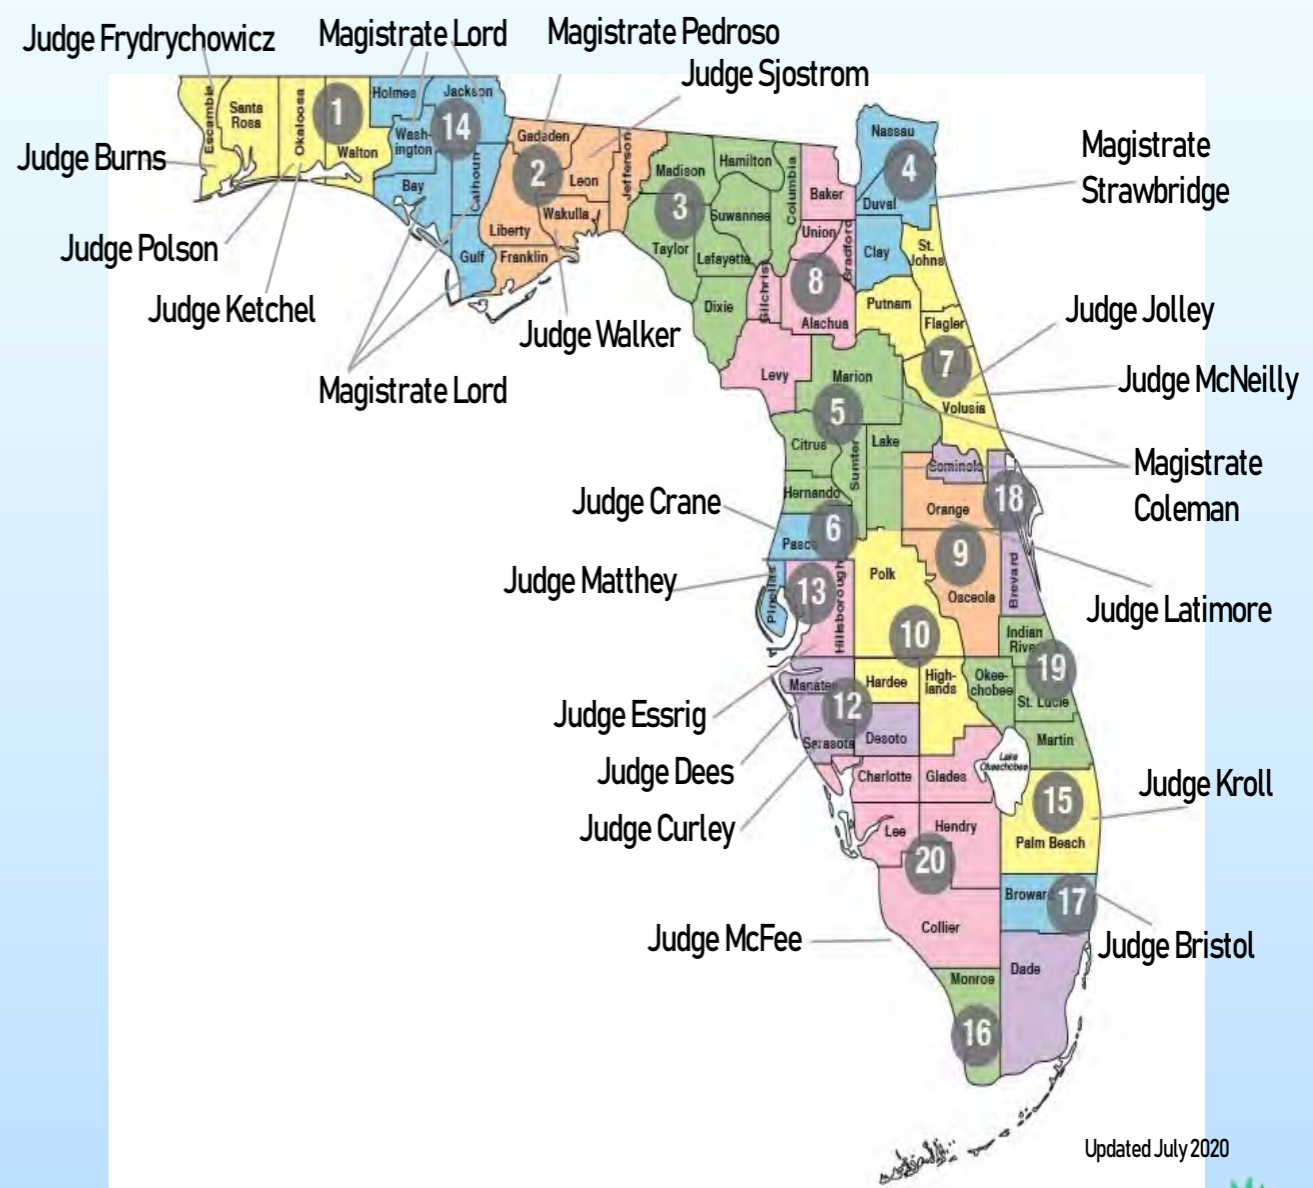 Judge Frydrychowicz
Magistrate Lord
Magistrate Pedroso
Judge Sjostrom
Judge Burns
Judge Polson
Judge Ketchel
Magistrate Lord
Judge Walker
Magistrate
Strawbridge
Judge Jolley
Judge McNeilly
Magistrate
Coleman
Judge Crane
Judge Matthey
Judge Latimore
Judge Essrig
Judge Dees
Judge Curley
Judge Kroll
Judge McFee
Judge Bristol
Escambia
Santa
Rosa
Okaloosa
1
Walton
Holmes
Jackson
Wash-
ington
14
Bay
Calhoun
Gulf
Gadsden
2
Leon
Jefferson
Wakulla
Liberty
Franklin
Madison
Hamilton
Columbia
3
Suwannee
Taylor
Lafayette
Dixie
Nassau
4
Duval
Clay
Baker
Union
Bradford
8
Gilchrist
Alachua
Levy
St.
Johns
Putnam
Flagler
7
Volusia
Marion
5
Citrus
Sumter
Lake
Hernando
Seminole
18
Orange
9
Osceola
Brevard
6
Pasco
Pinellas
13
Hillsborough
Polk
10
Hardee
High-
lands
Indian
River
19
Okee-
chobee
St. Lucie
Martin
Manatee
12
Sarasota
Desoto
Charlotte
Glades
Lake
Okeechobee
Lee
Hendry
20
Collier
15
Palm Beach
Broward
17
Dade
Monroe
16
Updated July 2020